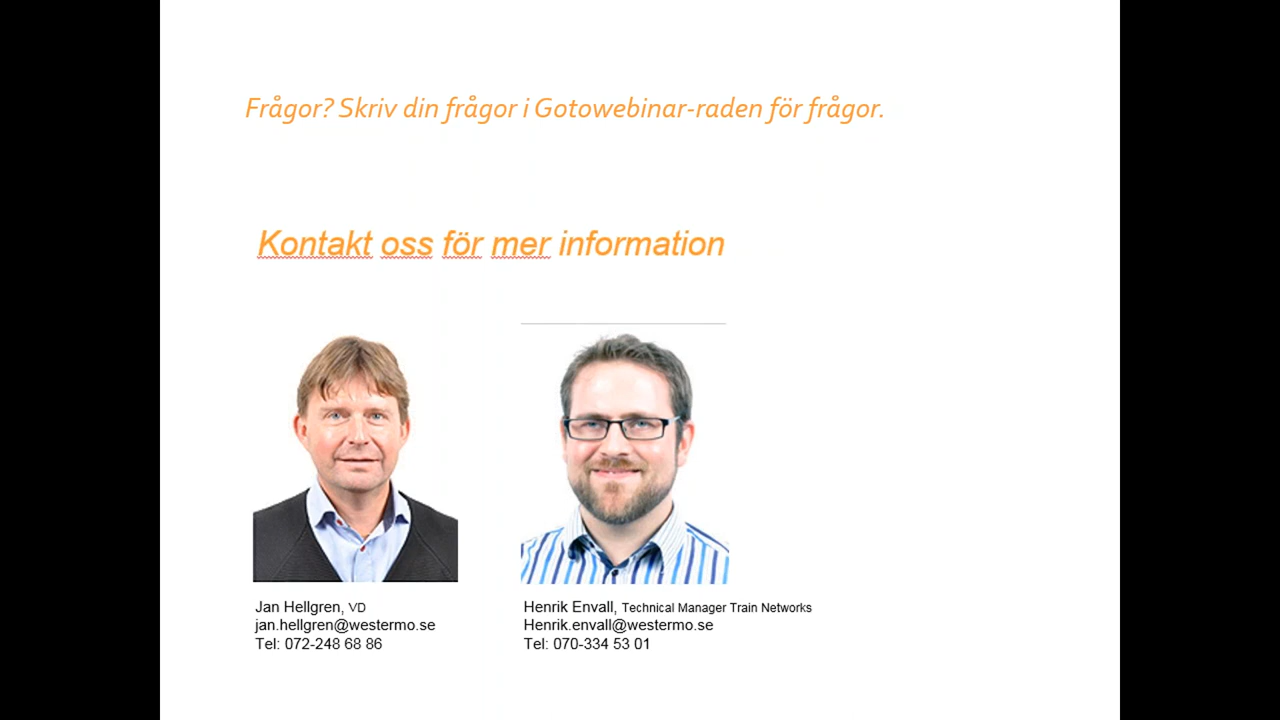 Frågor? Skriv din frågor i Gotowebinar-raden för frågor.
Kontakt oss för mer information
Jan Hellgren, VD
jan.hellgren@westermo.se
Tel: 072-248 68 86
Henrik Envall, Technical Manager Train Networks
Henrik.envall@westermo.se
Tel: 070-334 53 01